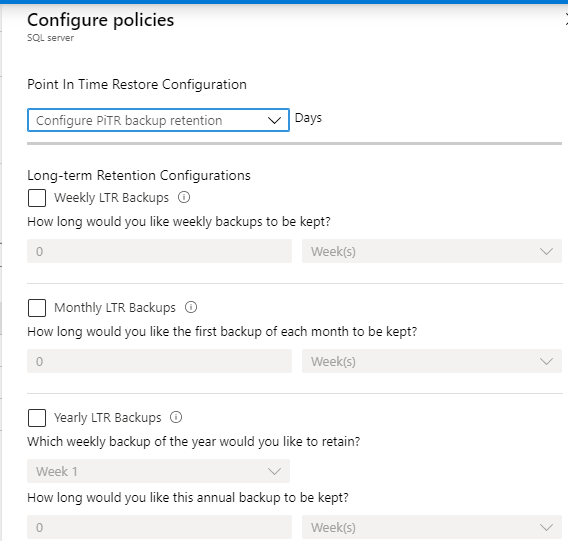 Configure policies
SQL server
Point In Time Restore Configuration
Configure PiTR backup retention Days
Long-term Retention Configurations
Weekly LTR Backups
How long would you like weekly backups to be kept?
0 Week(s)
Monthly LTR Backups
How long would you like the first backup of each month to be kept?
0 Week(s)
Yearly LTR Backups
Which weekly backup of the year would you like to retain?
Week 1
How long would you like this annual backup to be kept?
0 Week(s)